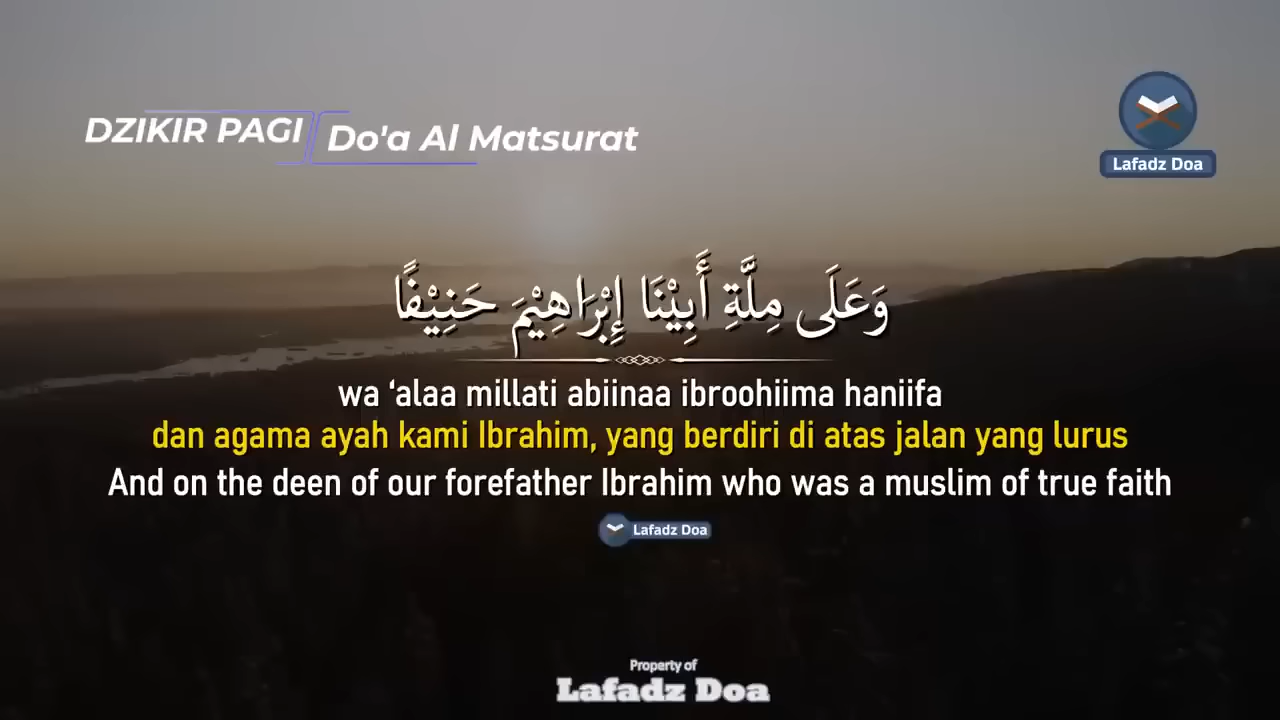 DZIKIR PAGI
Do'a Al Matsurat
Lafadz Doa
وَعَلَى مِلَّةِ أَبِيْنَا إِبْرَاهِيْمَ حَنِيْفًا
wa ‘alaa millati abiinaa ibroohiima haniifa
dan agama ayah kami Ibrahim, yang berdiri di atas jalan yang lurus
And on the deen of our forefather Ibrahim who was a muslim of true faith
Lafadz Doa
Property of
Lafadz Doa